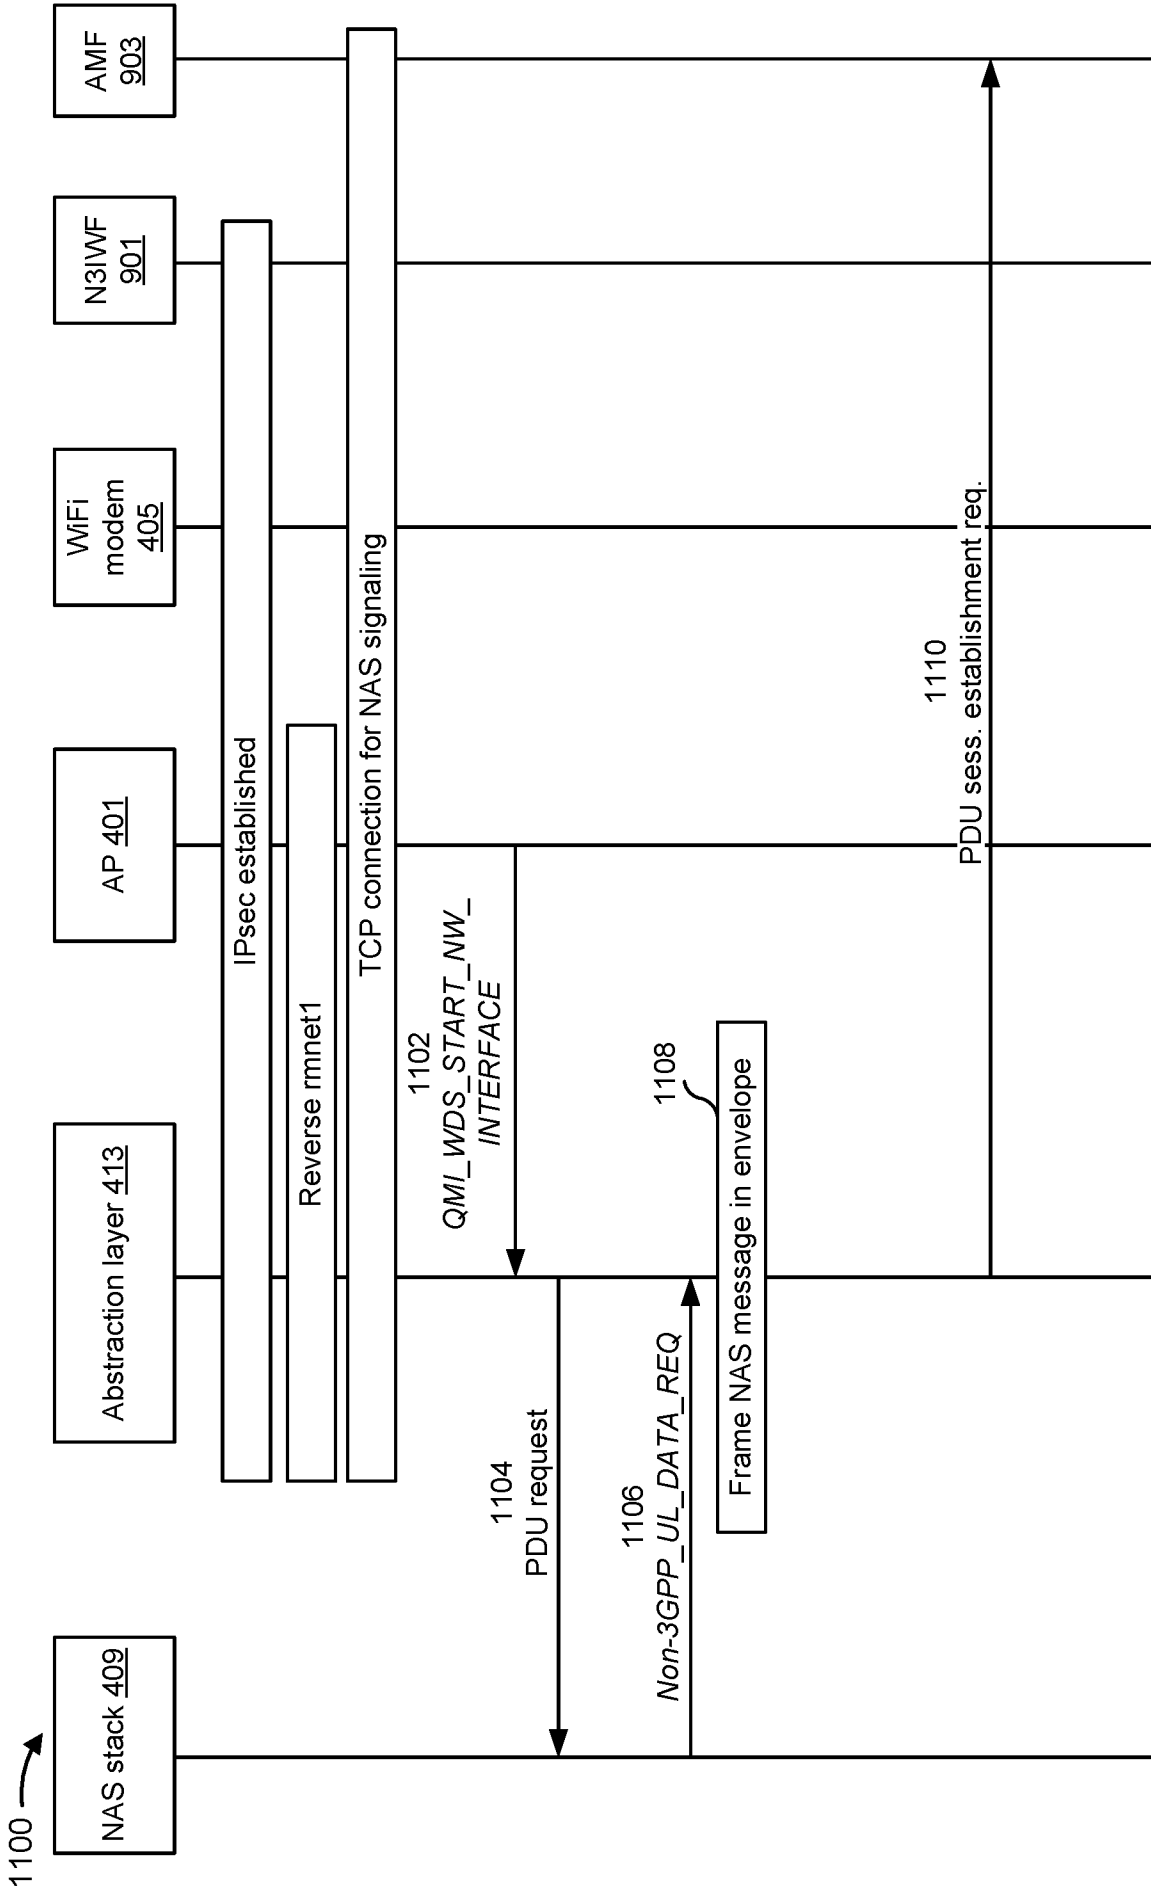 1100
NAS stack 409
Abstraction layer 413
AP 401
WiFi
modem
405
N3IWF
901
AMF
903
IPsec established
Reverse rmnet1
TCP connection for NAS signaling
1102
QMI_WDS_START_NW_
INTERFACE
1104
PDU request
1106
Non-3GPP_UL_DATA_REQ
1108
Frame NAS message in envelope
1110
PDU sess. establishment req.